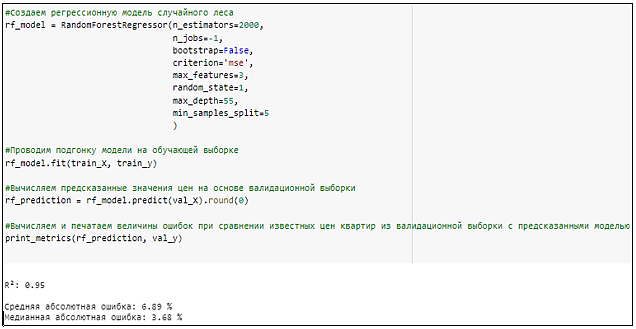 #Создаем регрессионную модель случайного леса
rf_model = RandomForestRegressor(n_estimators=2000,
n_jobs=-1,
bootstrap=False,
criterion='mse',
max_features=3,
random_state=1,
max_depth=55,
min_samples_split=5
)
#Проводим подгонку модели на обучающей выборке
rf_model.fit(train_X, train_y)
#Вычисляем предсказанные значения цен на основе валидационной выборки
rf_prediction = rf_model.predict(val_X).round(0)
#Вычисляем и печатаем величины ошибок при сравнении известных цен квартир из валидационной выборки с предсказанными моделью
print_metrics(rf_prediction, val_y)
R²: 0.95
Средняя абсолютная ошибка: 6.89 %
Медианная абсолютная ошибка: 3.68 %